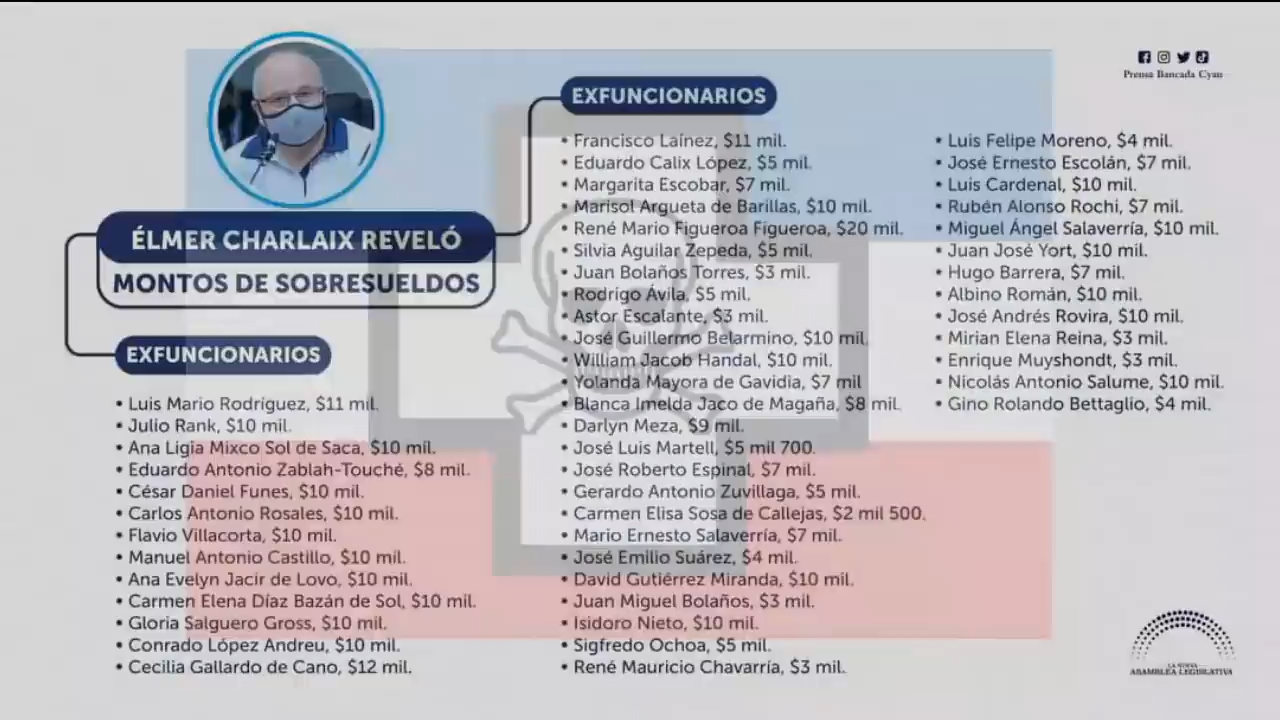 Prensa Bancada Cyan
ÉLMER CHARLAIX REVELÓ
MONTOS DE SOBRESUELDOS
EXFUNCIONARIOS
• Luis Mario Rodríguez, $11 mil.
• Julio Rank, $10 mil.
• Ana Ligia Mixco Sol de Saca, $10 mil.
• Eduardo Antonio Zablah-Touché, $8 mil.
• César Daniel Funes, $10 mil.
• Carlos Antonio Rosales, $10 mil.
• Flavio Villacorta, $10 mil.
• Manuel Antonio Castillo, $10 mil.
• Ana Evelyn Jacir de Lovo, $10 mil.
• Carmen Elena Díaz Bazán de Sol, $10 mil.
• Gloria Salguero Gross, $10 mil.
• Conrado López Andreu, $10 mil.
• Cecilia Gallardo de Cano, $12 mil.
EXFUNCIONARIOS
• Francisco Laínez, $11 mil.
• Eduardo Calix López, $5 mil.
• Margarita Escobar, $7 mil.
• Marisol Argueta de Barillas, $10 mil.
• René Mario Figueroa Figueroa, $20 mil.
• Silvia Aguilar Zepeda, $5 mil.
• Juan Bolaños Torres, $3 mil.
• Rodrigo Ávila, $5 mil.
• Astor Escalante, $3 mil.
• José Guillermo Belarmino, $10 mil.
• William Jacob Handal, $10 mil.
• Yolanda Mayora de Gavidia, $7 mil
• Blanca Imelda Jaco de Magaña, $8 mil.
• Darlyn Meza, $9 mil.
• José Luis Martell, $5 mil 700.
• José Roberto Espinal, $7 mil.
• Gerardo Antonio Zuvillaga, $5 mil.
• Carmen Elisa Sosa de Callejas, $2 mil 500.
• Mario Ernesto Salaverría, $7 mil.
• José Emilio Suárez, $4 mil.
• David Gutiérrez Miranda, $10 mil.
• Juan Miguel Bolaños, $3 mil.
• Isidoro Nieto, $10 mil.
• Sigfredo Ochoa, $5 mil.
• René Mauricio Chavarría, $3 mil.
• Luis Felipe Moreno, $4 mil.
• José Ernesto Escolán, $7 mil.
• Luis Cardenal, $10 mil.
• Rubén Alonso Rochi, $7 mil.
• Miguel Ángel Salaverría, $10 mil.
• Juan José Yort, $10 mil.
• Hugo Barrera, $7 mil.
• Albino Román, $10 mil.
• José Andrés Rovira, $10 mil.
• Mirian Elena Reina, $3 mil.
• Enrique Muyshondt, $3 mil.
• Nicolás Antonio Salume, $10 mil.
• Gino Rolando Bettaglio, $4 mil.
LA NUEVA
ASAMBLEA LEGISLATIVA